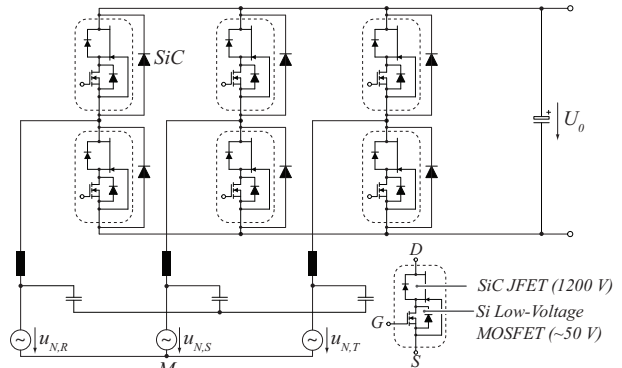 SiC
+
U0
D
SiC JFET (1200 V)
Si Low-Voltage
G
MOSFET (~50 V)
S
~ uN,R
~ uN,S
~ uN,T
M